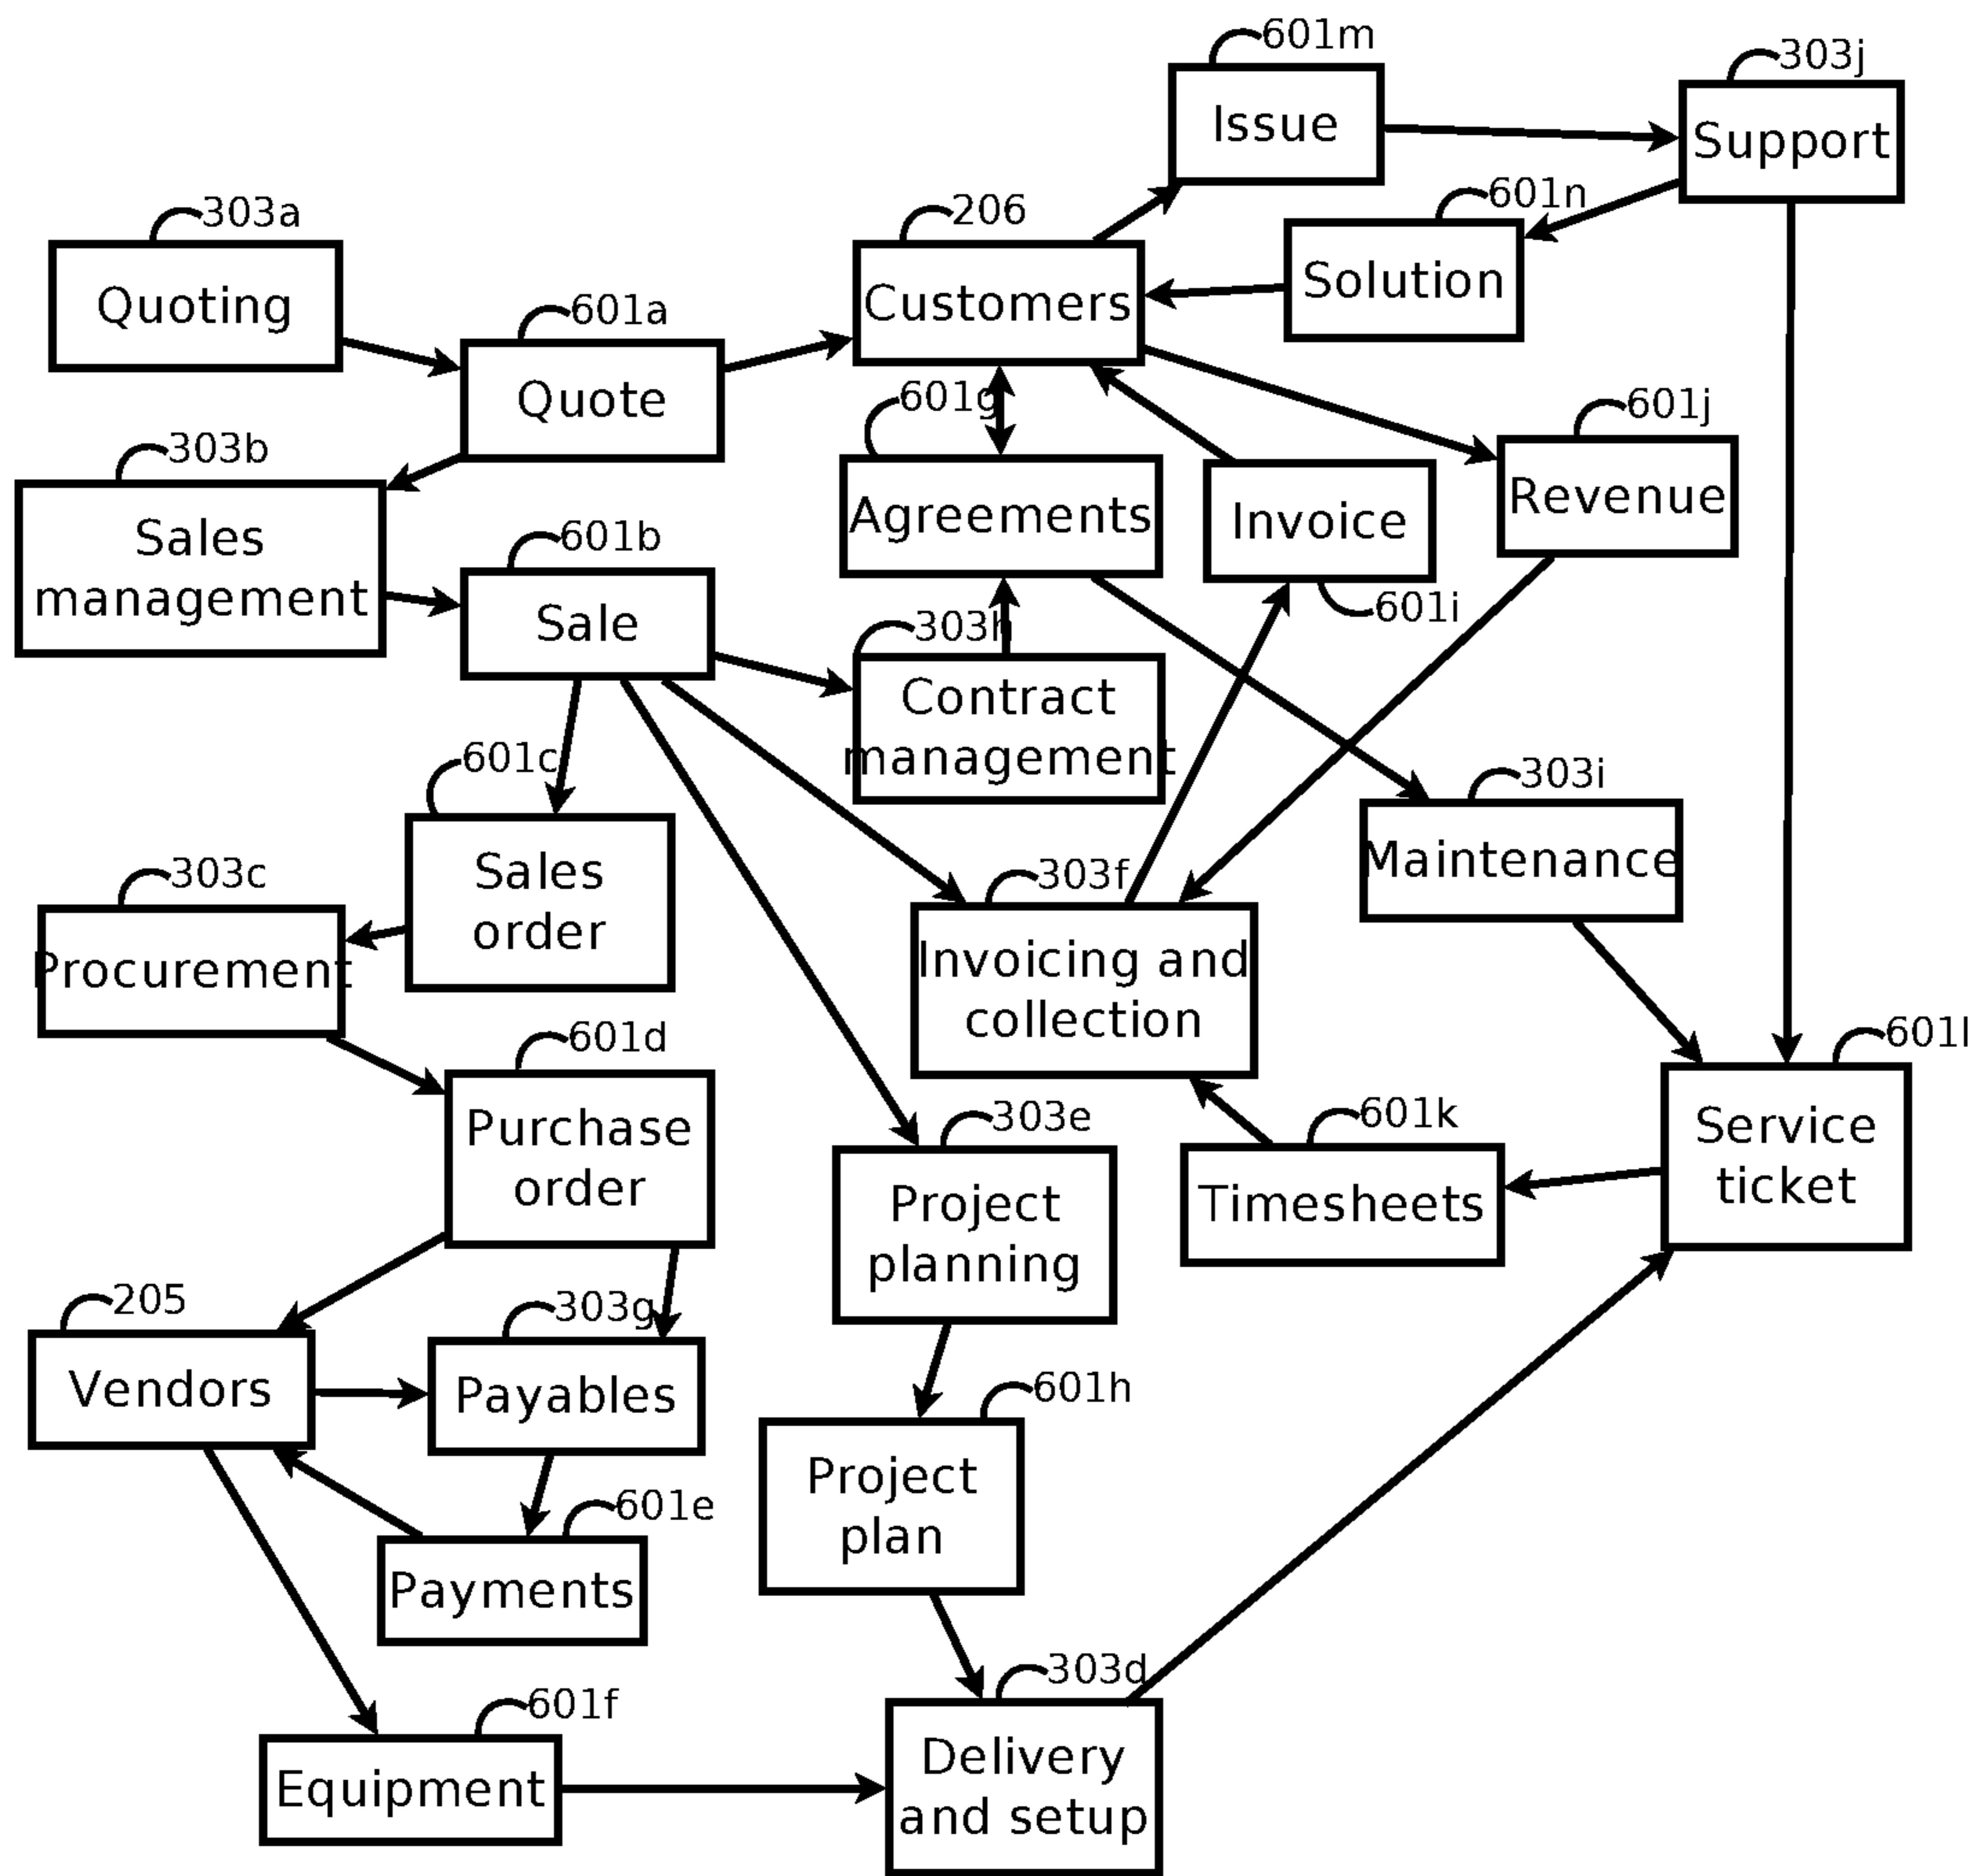 601m
Issue
303j
Support
601n
Solution
206
Customers
303a
Quoting
601a
Quote
303b
Sales
management
601b
Sale
601g
Agreements
Invoice
601i
601j
Revenue
303h
Contract
management
601c
Sales
order
303c
Procurement
303f
Invoicing and
collection
303i
Maintenance
601d
Purchase
order
303e
Project
planning
601k
Timesheets
601l
Service
ticket
205
Vendors
303g
Payables
601h
Project
plan
601e
Payments
601f
Equipment
303d
Delivery
and setup